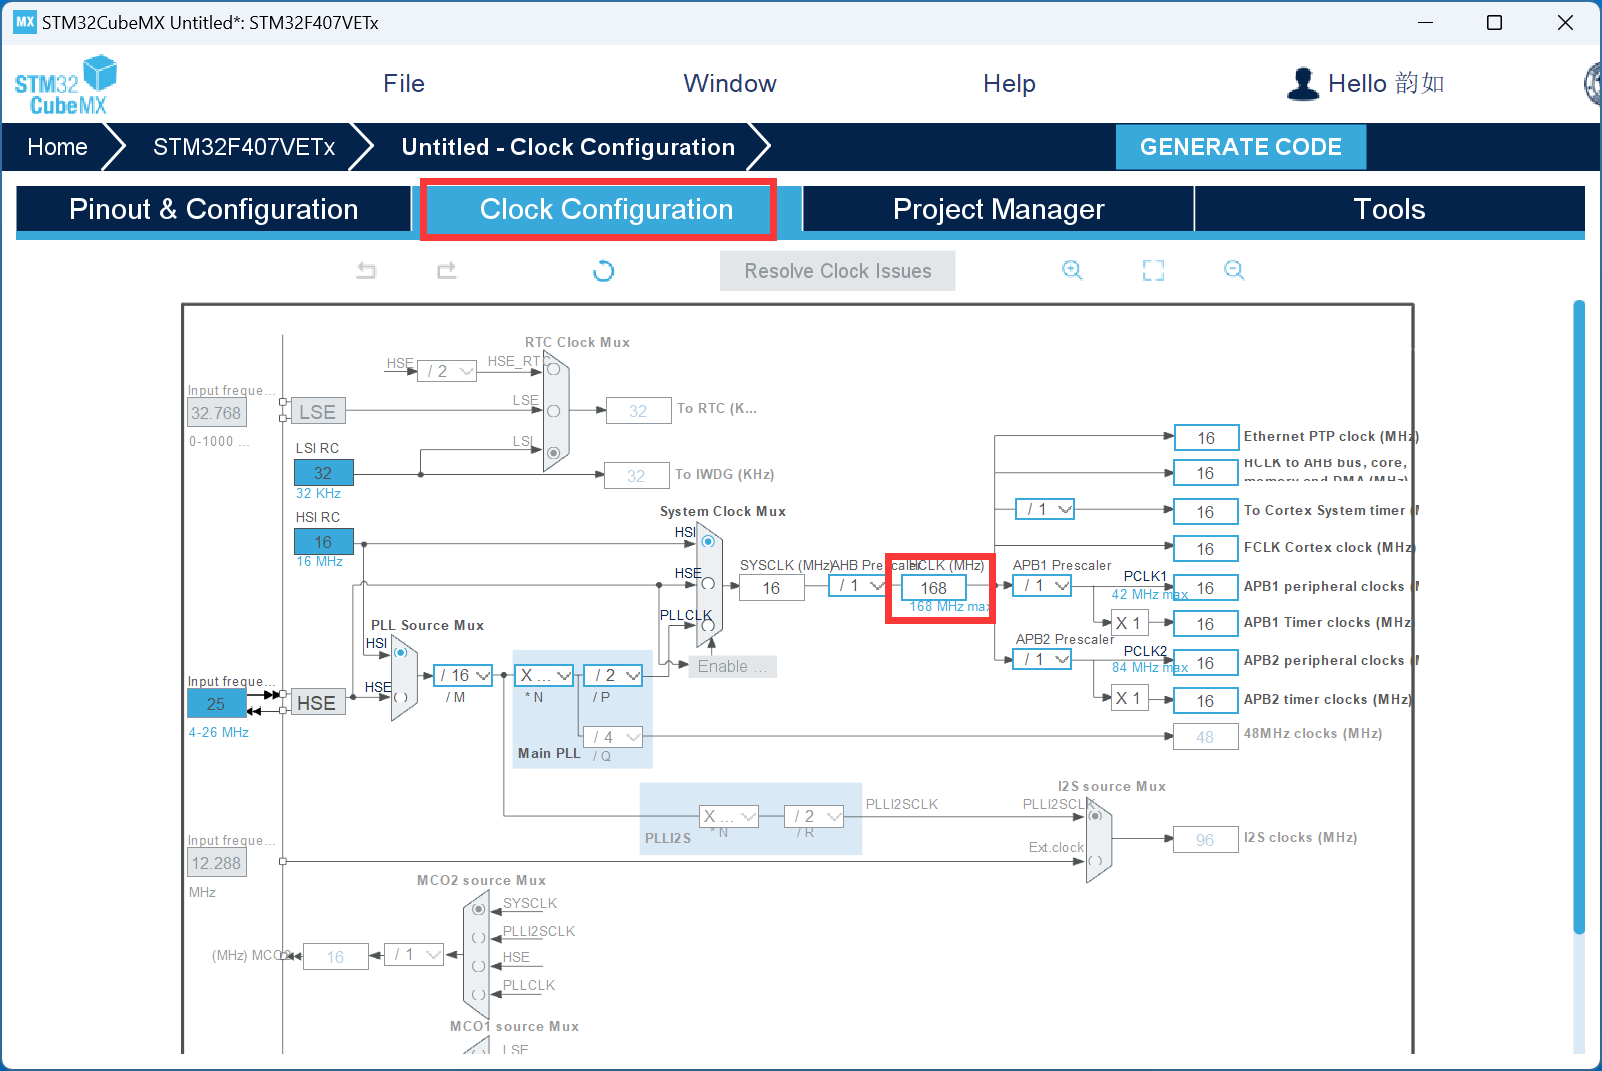 MX STM32CubeMX Untitled*: STM32F407VETx
STM32
CubeMX
File
Window
Help
Hello 韵如
Home
STM32F407VETx
Untitled - Clock Configuration
GENERATE CODE
Pinout & Configuration
Clock Configuration
Project Manager
Tools
Resolve Clock Issues
RTC Clock Mux
HSE
/ 2
HSE_RTC
Input freque...
32.768
0-1000 ...
LSE
LSE
32
To RTC (K...
LSI RC
LSI
32
32 KHz
32
To IWDG (KHz)
HSI RC
16
16 MHz
System Clock Mux
HSI
HSE
PLLCLK
SYSCLK (MHz)
16
AHB Prescaler
/ 1
HCLK (MHz)
168
168 MHz max
16
Ethernet PTP clock (MHz)
16
HCLK to AHB bus, core,
memory and DMA (MHz)
/ 1
16
To Cortex System timer (
16
FCLK Cortex clock (MHz)
APB1 Prescaler
/ 1
PCLK1
42 MHz max
16
APB1 peripheral clocks (MHz)
X 1
16
APB1 Timer clocks (MHz)
APB2 Prescaler
/ 1
PCLK2
84 MHz max
16
APB2 peripheral clocks (
X 1
16
APB2 timer clocks (MHz)
48
48MHz clocks (MHz)
PLL Source Mux
HSI
HSE
Input freque...
25
4-26 MHz
HSE
/ 16
/ M
X ...
* N
/ 2
/ P
Enable ...
/ 4
/ Q
Main PLL
X ...
* N
/ 2
/ R
PLLI2S
PLLI2SCLK
I2S source Mux
PLLI2SCLK
Ext.clock
96
I2S clocks (MHz)
Input freque...
12.288
MHz
MCO2 source Mux
SYSCLK
PLLI2SCLK
HSE
PLLCLK
(MHz) MCO2
16
/ 1
MCO1 source Mux
LSE